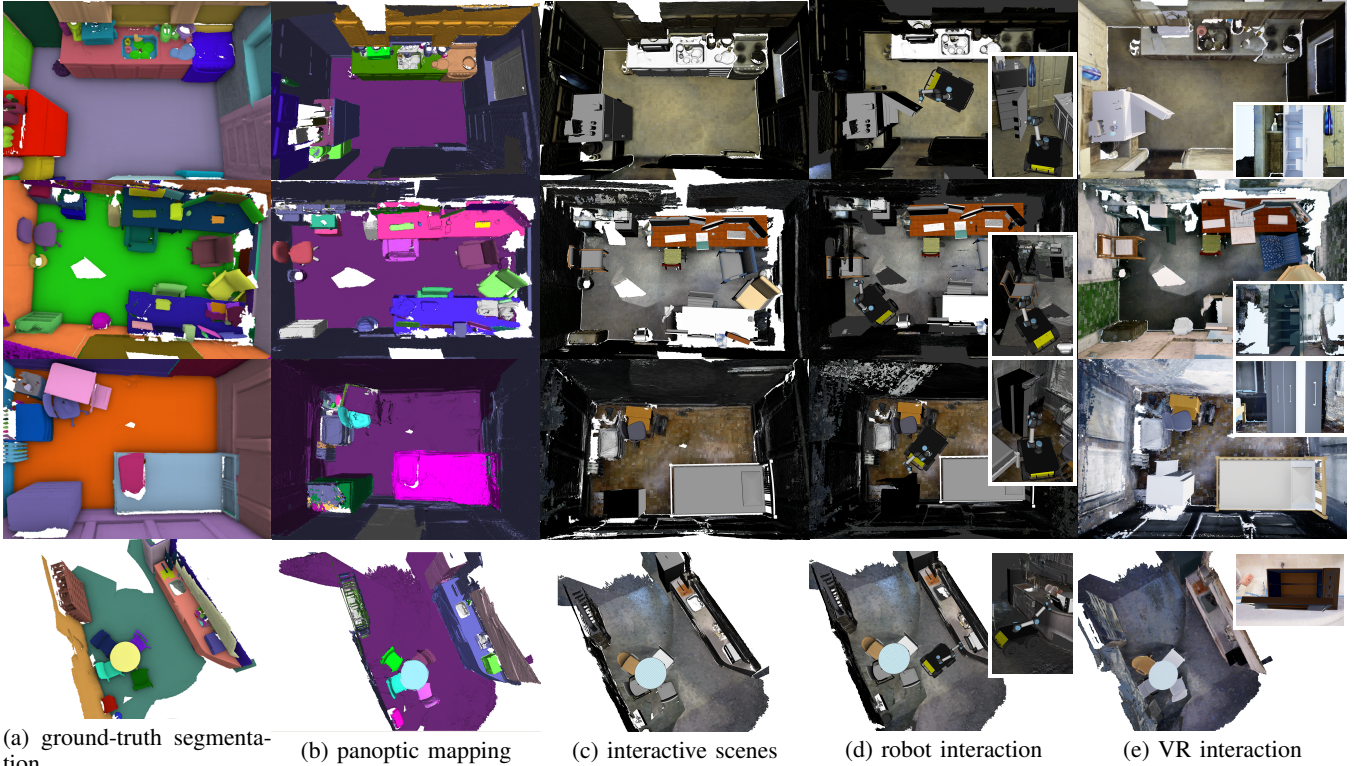 (a) ground-truth segmenta-
tion
(b) panoptic mapping
(c) interactive scenes
(d) robot interaction
(e) VR interaction